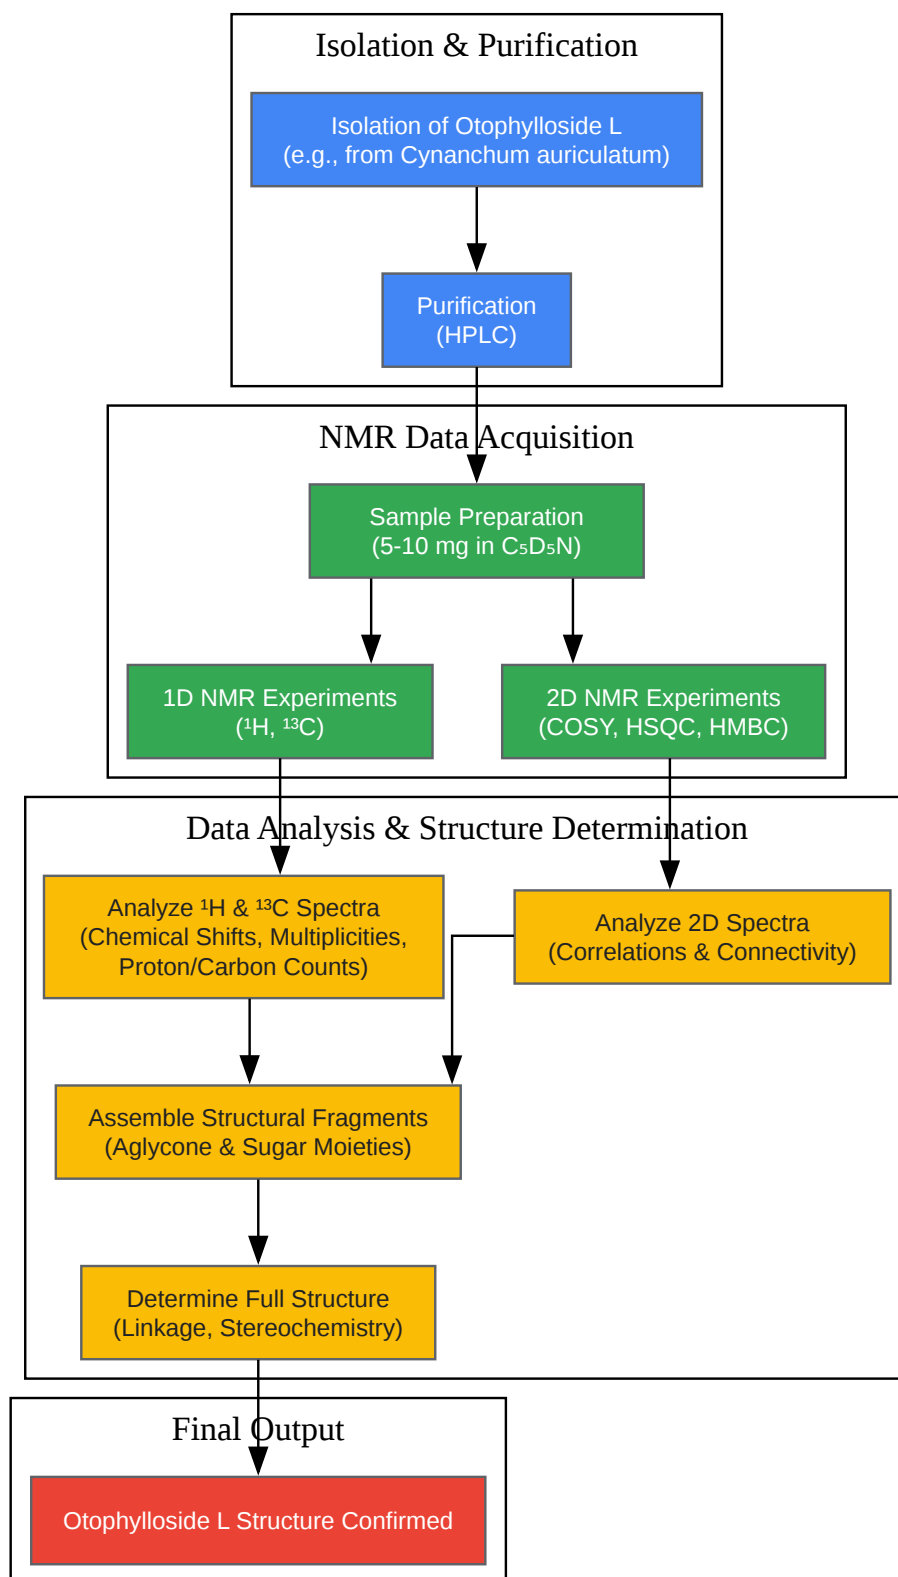 Isolation & Purification
Isolation of Otophylloside L
(e.g., from Cynanchum auriculatum)
Purification
(HPLC)
NMR Data Acquisition
Sample Preparation
(5-10 mg in C₅D₅N)
1D NMR Experiments
(¹H, ¹³C)
2D NMR Experiments
(COSY, HSQC, HMBC)
Data Analysis & Structure Determination
Analyze ¹H & ¹³C Spectra
(Chemical Shifts, Multiplicities,
Proton/Carbon Counts)
Analyze 2D Spectra
(Correlations & Connectivity)
Assemble Structural Fragments
(Aglycone & Sugar Moieties)
Determine Full Structure
(Linkage, Stereochemistry)
Final Output
Otophylloside L Structure Confirmed